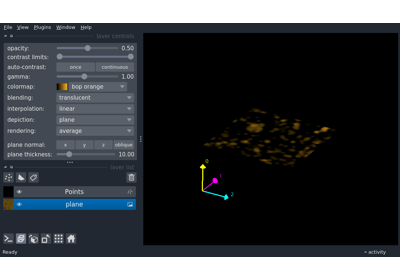 File View Plugins Window Help
layer controls
opacity: 0.50
contrast limits:
auto-contrast: once continuous
gamma: 1.00
colormap: bop orange
blending: translucent
interpolation: linear
depiction: plane
rendering: average
plane normal: x y z oblique
plane thickness: 10.00
layer list
Points
plane
0
2
Ready
activity